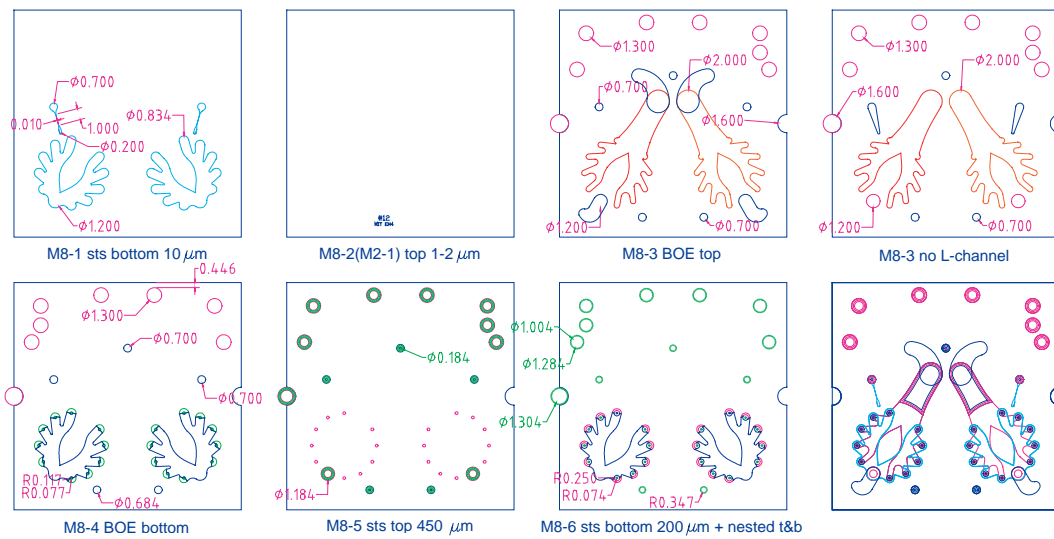 ϕ0.700
0.010
1.000
ϕ0.200
ϕ0.834
ϕ1.200
M8-1 sts bottom 10 μm
#12
M8-2(M2-1) top 1-2 μm
ϕ1.300
ϕ2.000
ϕ0.700
ϕ1.600
ϕ1.200
ϕ0.700
M8-3 BOE top
ϕ1.300
ϕ2.000
ϕ1.600
ϕ1.200
ϕ0.700
M8-3 no L-channel
0.446
ϕ1.300
ϕ0.700
ϕ0.700
R0.077
ϕ0.684
M8-4 BOE bottom
ϕ0.184
ϕ1.184
M8-5 sts top 450 μm
ϕ1.004
ϕ1.284
ϕ1.304
R0.250
R0.074
R0.347
M8-6 sts bottom 200 μm + nested t&b